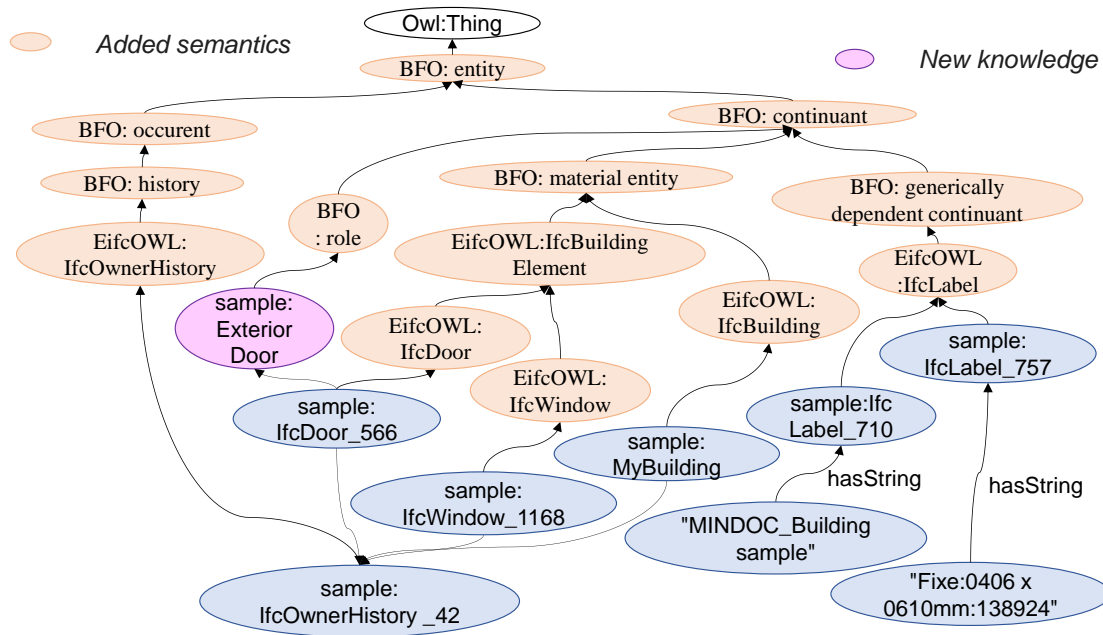 Owl:Thing
Added semantics
New knowledge
BFO: entity
BFO: occurent
BFO: continuant
BFO: history
BFO: material entity
BFO: generically
dependent continuant
BFO
: role
EifcOWL:
IfcOwnerHistory
EifcOWL:IfcBuilding
Element
EifcOWL
:IfcLabel
sample:
Exterior
Door
EifcOWL:
IfcDoor
EifcOWL:
IfcBuilding
sample:
IfcLabel_757
EifcOWL:
IfcWindow
sample:
IfcDoor_566
sample:Ifc
Label_710
sample:
MyBuilding
hasString
hasString
sample:
IfcWindow_1168
"MINDOC_Building
sample"
sample:
IfcOwnerHistory _42
"Fixe:0406 x
0610mm:138924"